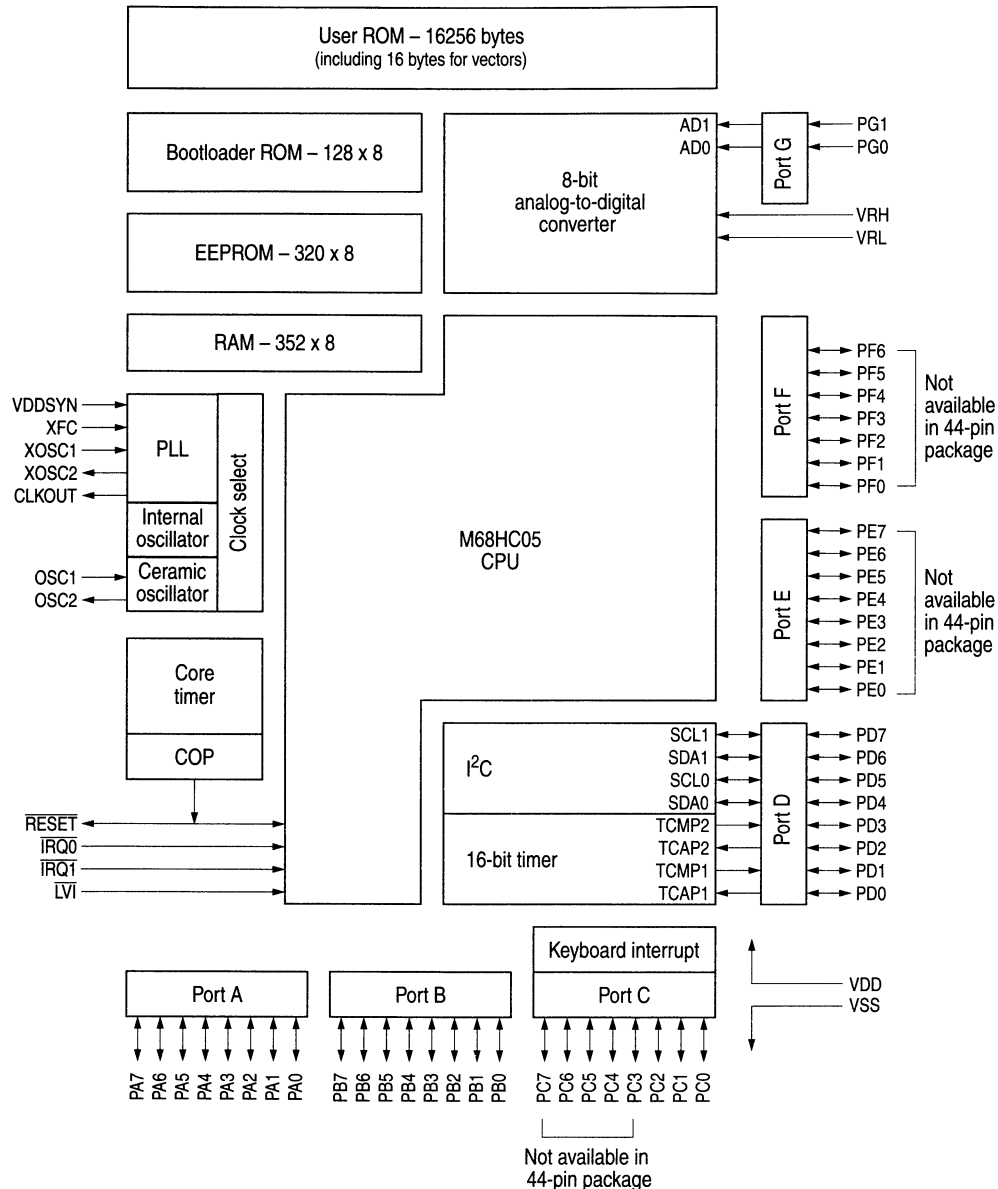 User ROM – 16256 bytes
(including 16 bytes for vectors)
Bootloader ROM – 128 x 8
EEPROM – 320 x 8
RAM – 352 x 8
8-bit
analog-to-digital
converter
AD1
AD0
Port G
PG1
PG0
VRH
VRL
VDDSYN
XFC
XOSC1
XOSC2
CLKOUT
OSC1
OSC2
PLL
Internal
oscillator
Ceramic
oscillator
Clock select
M68HC05
CPU
Port F
PF6
PF5
PF4
PF3
PF2
PF1
PF0
Not
available
in 44-pin
package
Port E
PE7
PE6
PE5
PE4
PE3
PE2
PE1
PE0
Not
available
in 44-pin
package
Core
timer
COP
RESET
IRQ0
IRQ1
LVI
I²C
16-bit timer
SCL1
SDA1
SCL0
SDA0
TCMP2
TCAP2
TCMP1
TCAP1
Port D
PD7
PD6
PD5
PD4
PD3
PD2
PD1
PD0
VDD
VSS
Port A
PA7
PA6
PA5
PA4
PA3
PA2
PA1
PA0
Port B
PB7
PB6
PB5
PB4
PB3
PB2
PB1
PB0
Keyboard interrupt
Port C
PC7
PC6
PC5
PC4
PC3
PC2
PC1
PC0
Not available in
44-pin package